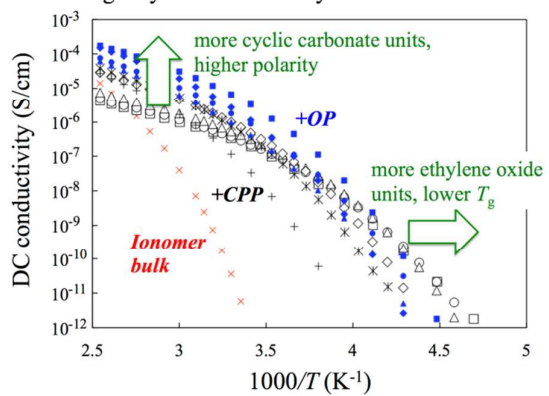 10⁻³
10⁻⁴
10⁻⁵
10⁻⁶
10⁻⁷
10⁻⁸
10⁻⁹
10⁻¹⁰
10⁻¹¹
10⁻¹²
DC conductivity (S/cm)
more cyclic carbonate units,
higher polarity
+OP
more ethylene oxide
units, lower Tg
+CPP
Ionomer
bulk
2.5 3 3.5 4 4.5 5
1000/T (K⁻¹)